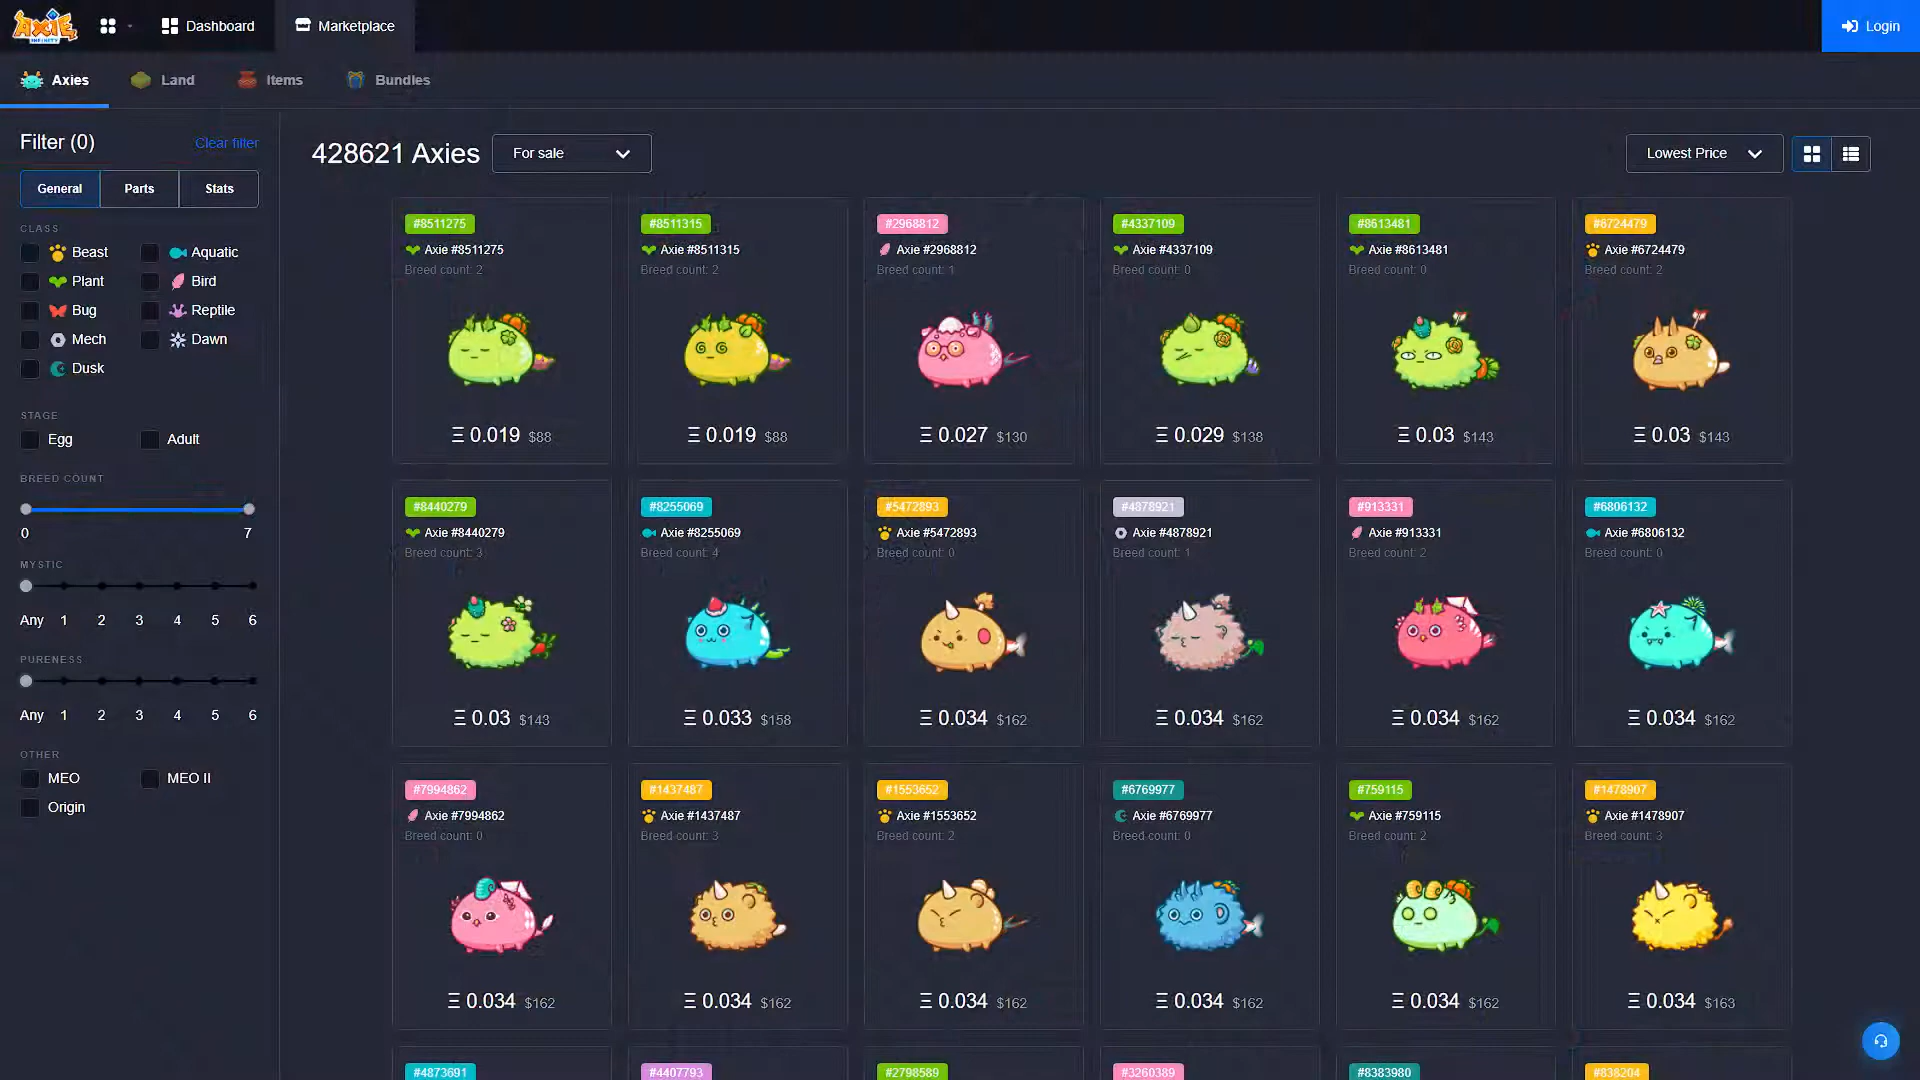 AXIE
INFINITY
Dashboard
Marketplace
Login
Axies
Land
Items
Bundles
Filter (0)
Clear filter
General
Parts
Stats
CLASS
Beast
Aquatic
Plant
Bird
Bug
Reptile
Mech
Dawn
Dusk
STAGE
Egg
Adult
BREED COUNT
0
7
MYSTIC
Any 1 2 3 4 5 6
PURENESS
Any 1 2 3 4 5 6
OTHER
MEO
MEO II
Origin
428621 Axies
For sale
Lowest Price
#8511275
Axie #8511275
Breed count: 2
Ξ 0.019 $88
#8511315
Axie #8511315
Breed count: 2
Ξ 0.019 $88
#2968812
Axie #2968812
Breed count: 1
Ξ 0.027 $130
#4337109
Axie #4337109
Breed count: 0
Ξ 0.029 $138
#8613481
Axie #8613481
Breed count: 0
Ξ 0.03 $143
#6724479
Axie #6724479
Breed count: 2
Ξ 0.03 $143
#8440279
Axie #8440279
Breed count: 3
Ξ 0.03 $143
#8255069
Axie #8255069
Breed count: 4
Ξ 0.033 $158
#5472893
Axie #5472893
Breed count: 0
Ξ 0.034 $162
#4878921
Axie #4878921
Breed count: 1
Ξ 0.034 $162
#913331
Axie #913331
Breed count: 2
Ξ 0.034 $162
#6806132
Axie #6806132
Breed count: 0
Ξ 0.034 $162
#7994862
Axie #7994862
Breed count: 0
Ξ 0.034 $162
#1437487
Axie #1437487
Breed count: 3
Ξ 0.034 $162
#1553652
Axie #1553652
Breed count: 2
Ξ 0.034 $162
#6769977
Axie #6769977
Breed count: 0
Ξ 0.034 $162
#759115
Axie #759115
Breed count: 2
Ξ 0.034 $162
#1478907
Axie #1478907
Breed count: 3
Ξ 0.034 $163
#4873691
#4407793
#2798589
#3260389
#8383980
#838204